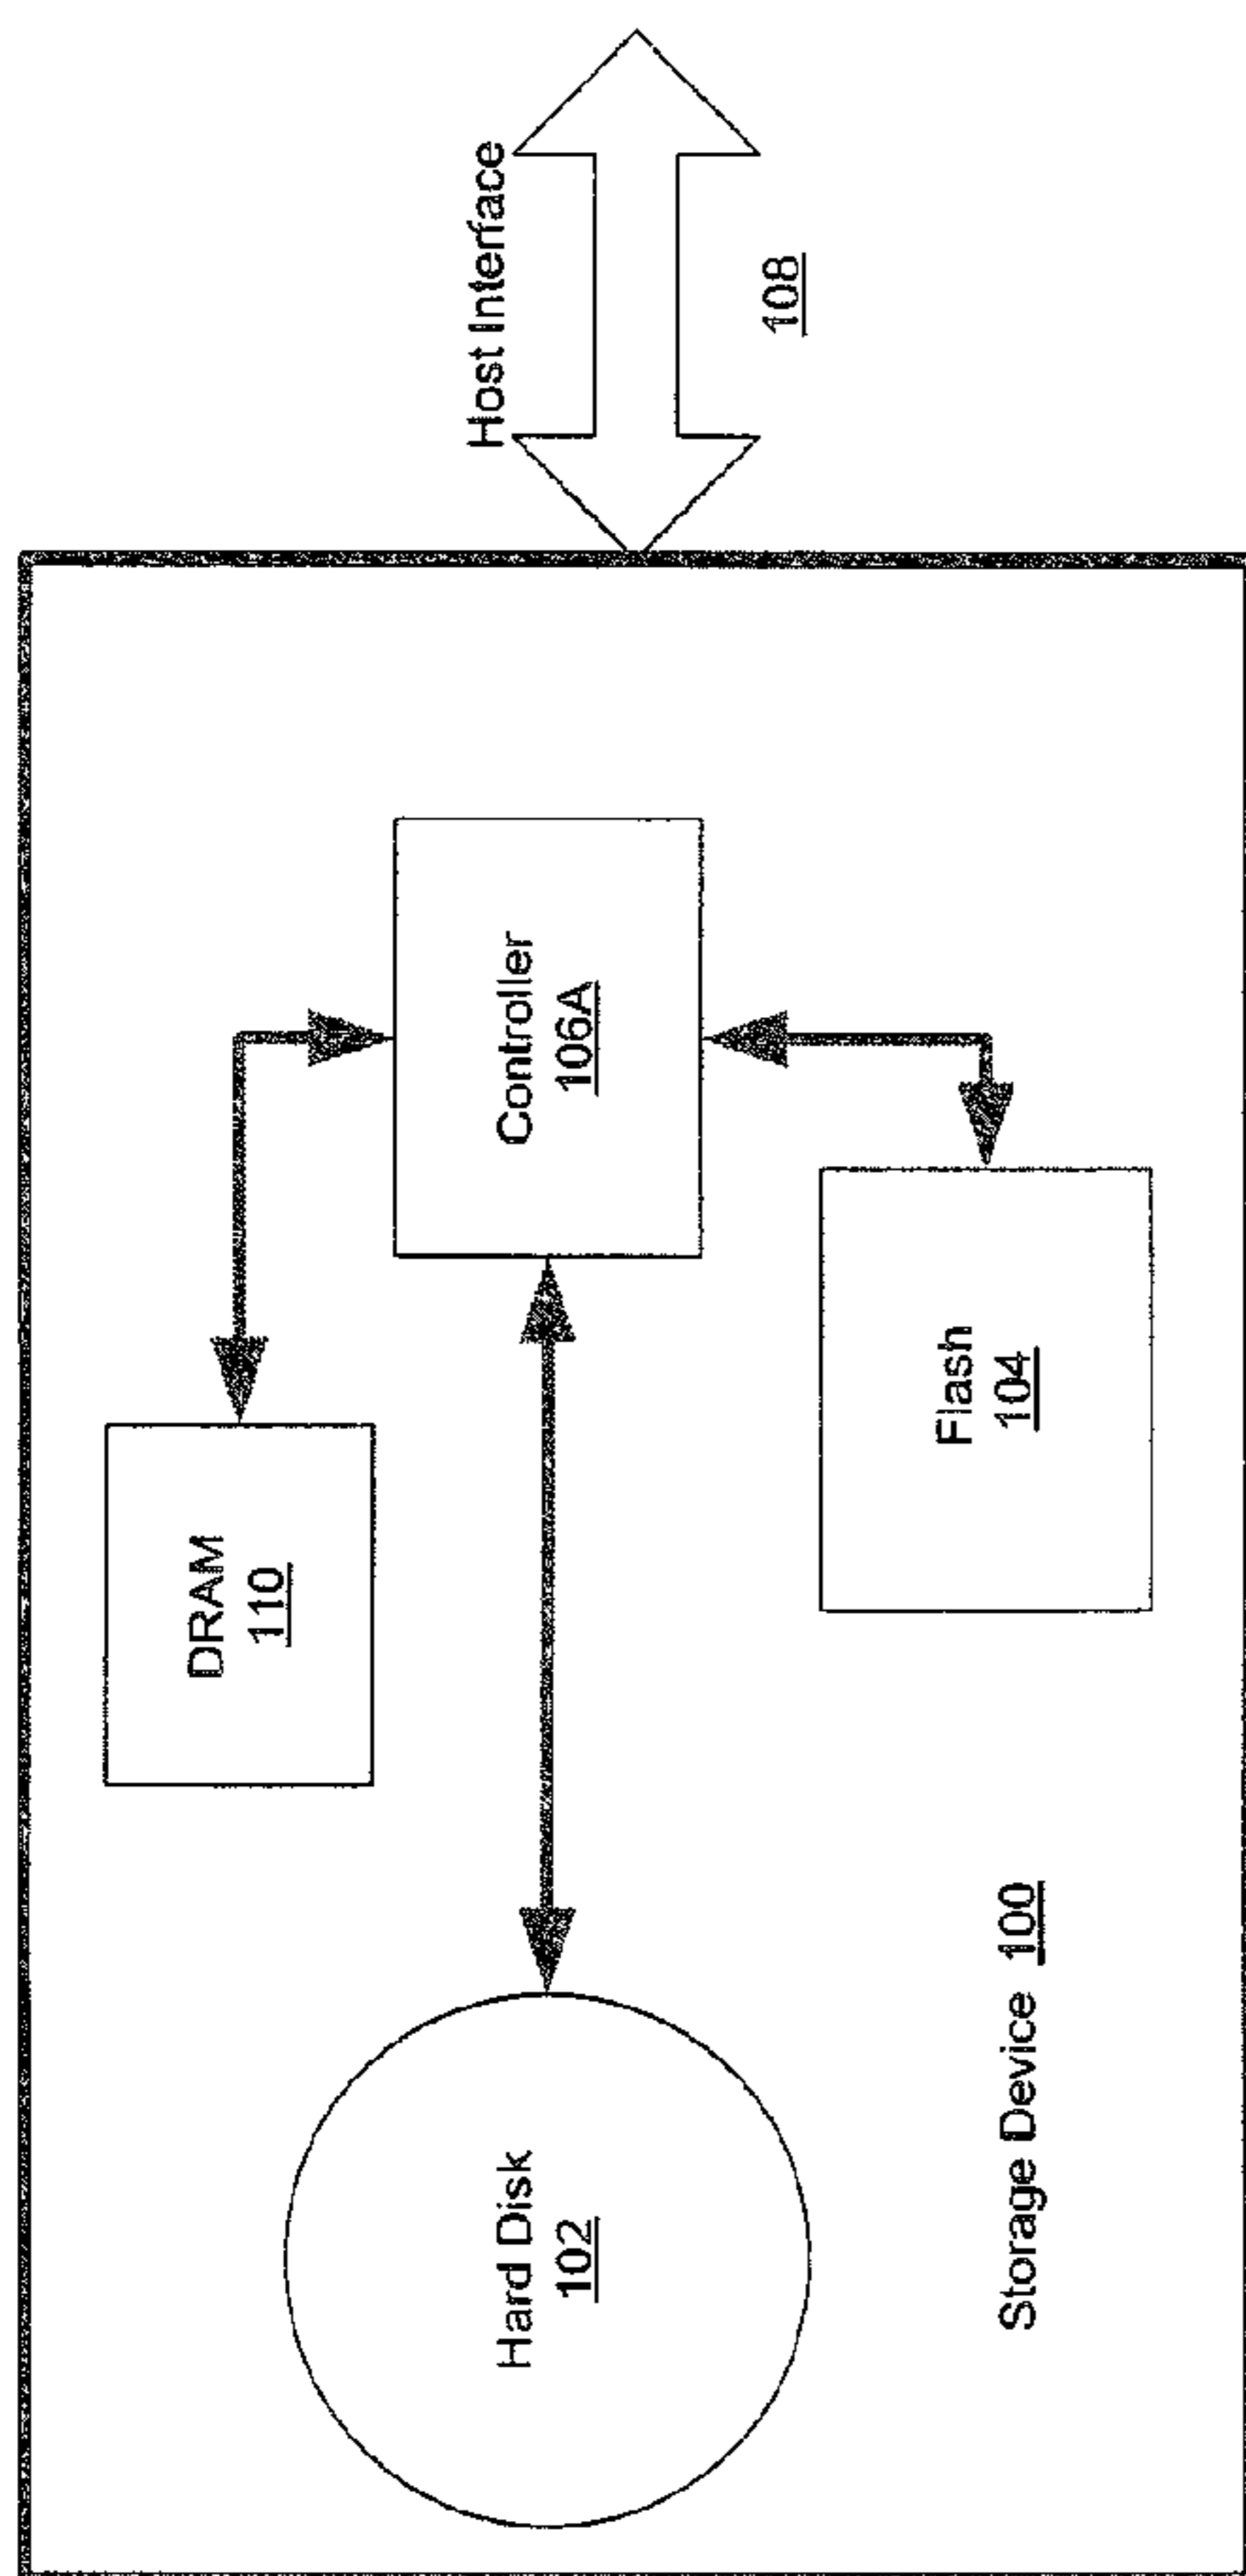 Host Interface
108
DRAM
110
Controller
106A
Hard Disk
102
Flash
104
Storage Device 100